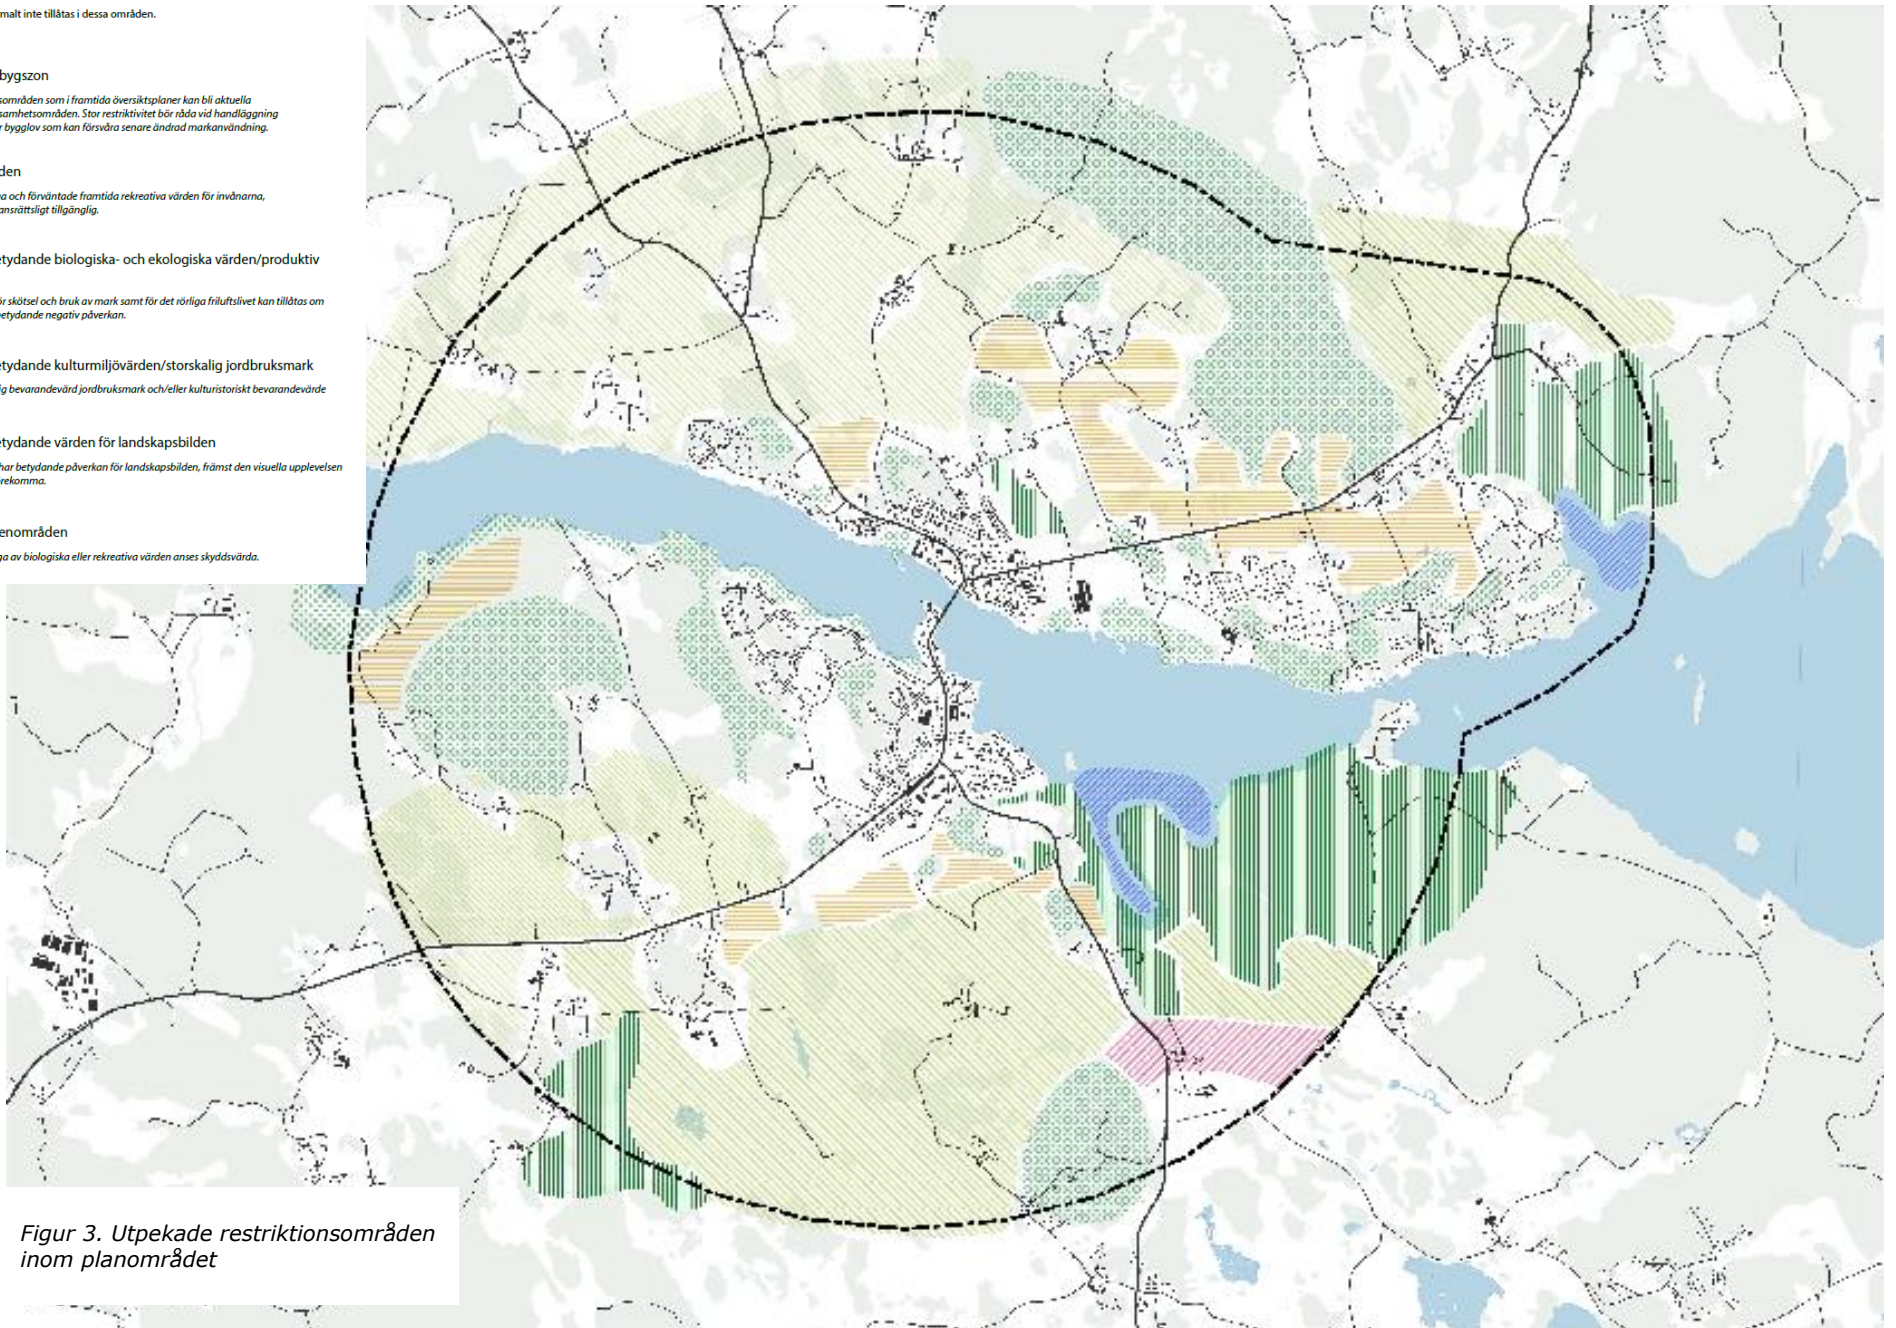 malt inte tillåtas i dessa områden.
bygszon
sområden som i framtida översiktsplaner kan bli aktuella
samhetsområden. Stor restriktivitet bör råda vid handläggning
r bygglov som kan försvåra senare ändrad markanvändning.
den
a och förväntade framtida rekreativa värden för invånarna,
ansrättsligt tillgänglig.
etydande biologiska- och ekologiska värden/produktiv
ör skötsel och bruk av mark samt för det rörliga friluftslivet kan tillåtas om
betydande negativ påverkan.
etydande kulturmiljövärden/storskalig jordbruksmark
ig bevarandevärd jordbruksmark och/eller kulturistoriskt bevarandevärde
etydande värden för landskapsbilden
har betydande påverkan för landskapsbilden, främst den visuella upplevelsen
rekomma.
enområden
ga av biologiska eller rekreativa värden anses skyddsvärda.
Figur 3. Utpekade restriktionsområden
inom planområdet